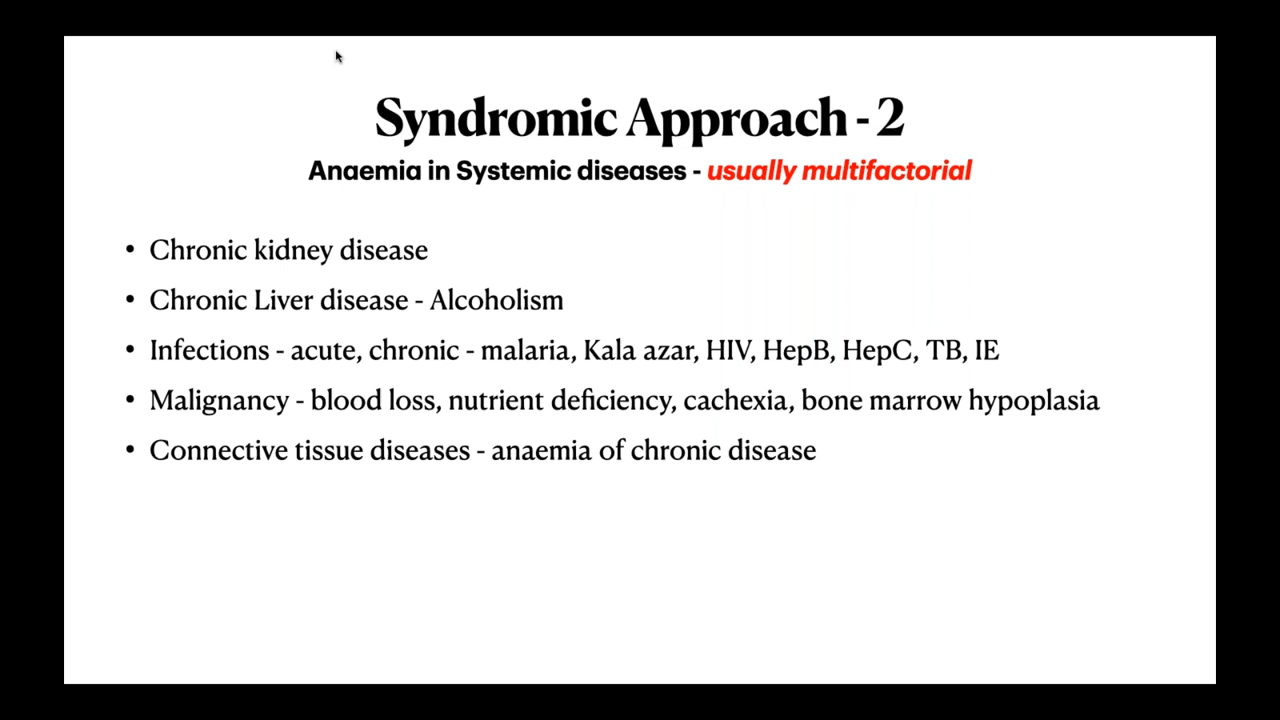 Syndromic Approach - 2
Anaemia in Systemic diseases - usually multifactorial
• Chronic kidney disease
• Chronic Liver disease - Alcoholism
• Infections - acute, chronic - malaria, Kala azar, HIV, HepB, HepC, TB, IE
• Malignancy - blood loss, nutrient deficiency, cachexia, bone marrow hypoplasia
• Connective tissue diseases - anaemia of chronic disease